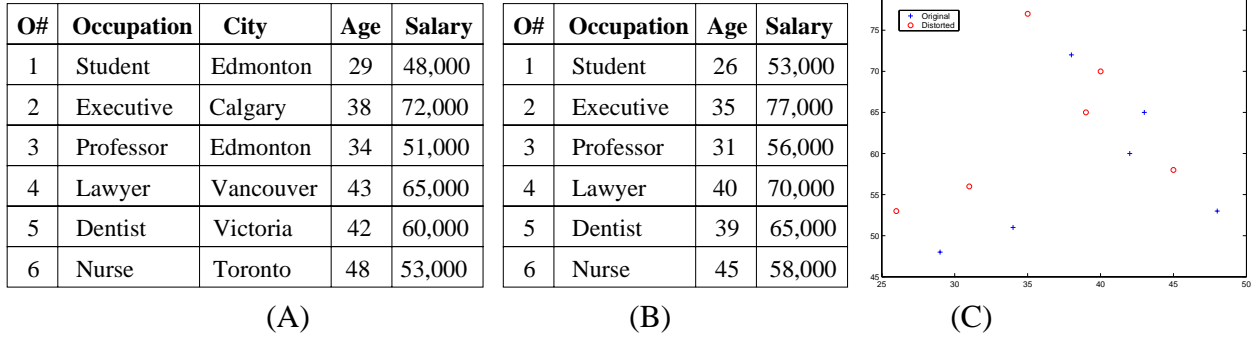 O# Occupation City Age Salary
1 Student Edmonton 29 48,000
2 Executive Calgary 38 72,000
3 Professor Edmonton 34 51,000
4 Lawyer Vancouver 43 65,000
5 Dentist Victoria 42 60,000
6 Nurse Toronto 48 53,000
(A)
O# Occupation Age Salary
1 Student 26 53,000
2 Executive 35 77,000
3 Professor 31 56,000
4 Lawyer 40 70,000
5 Dentist 39 65,000
6 Nurse 45 58,000
(B)
Original
Distorted
75
70
65
60
55
50
45
25 30 35 40 45 50
(C)